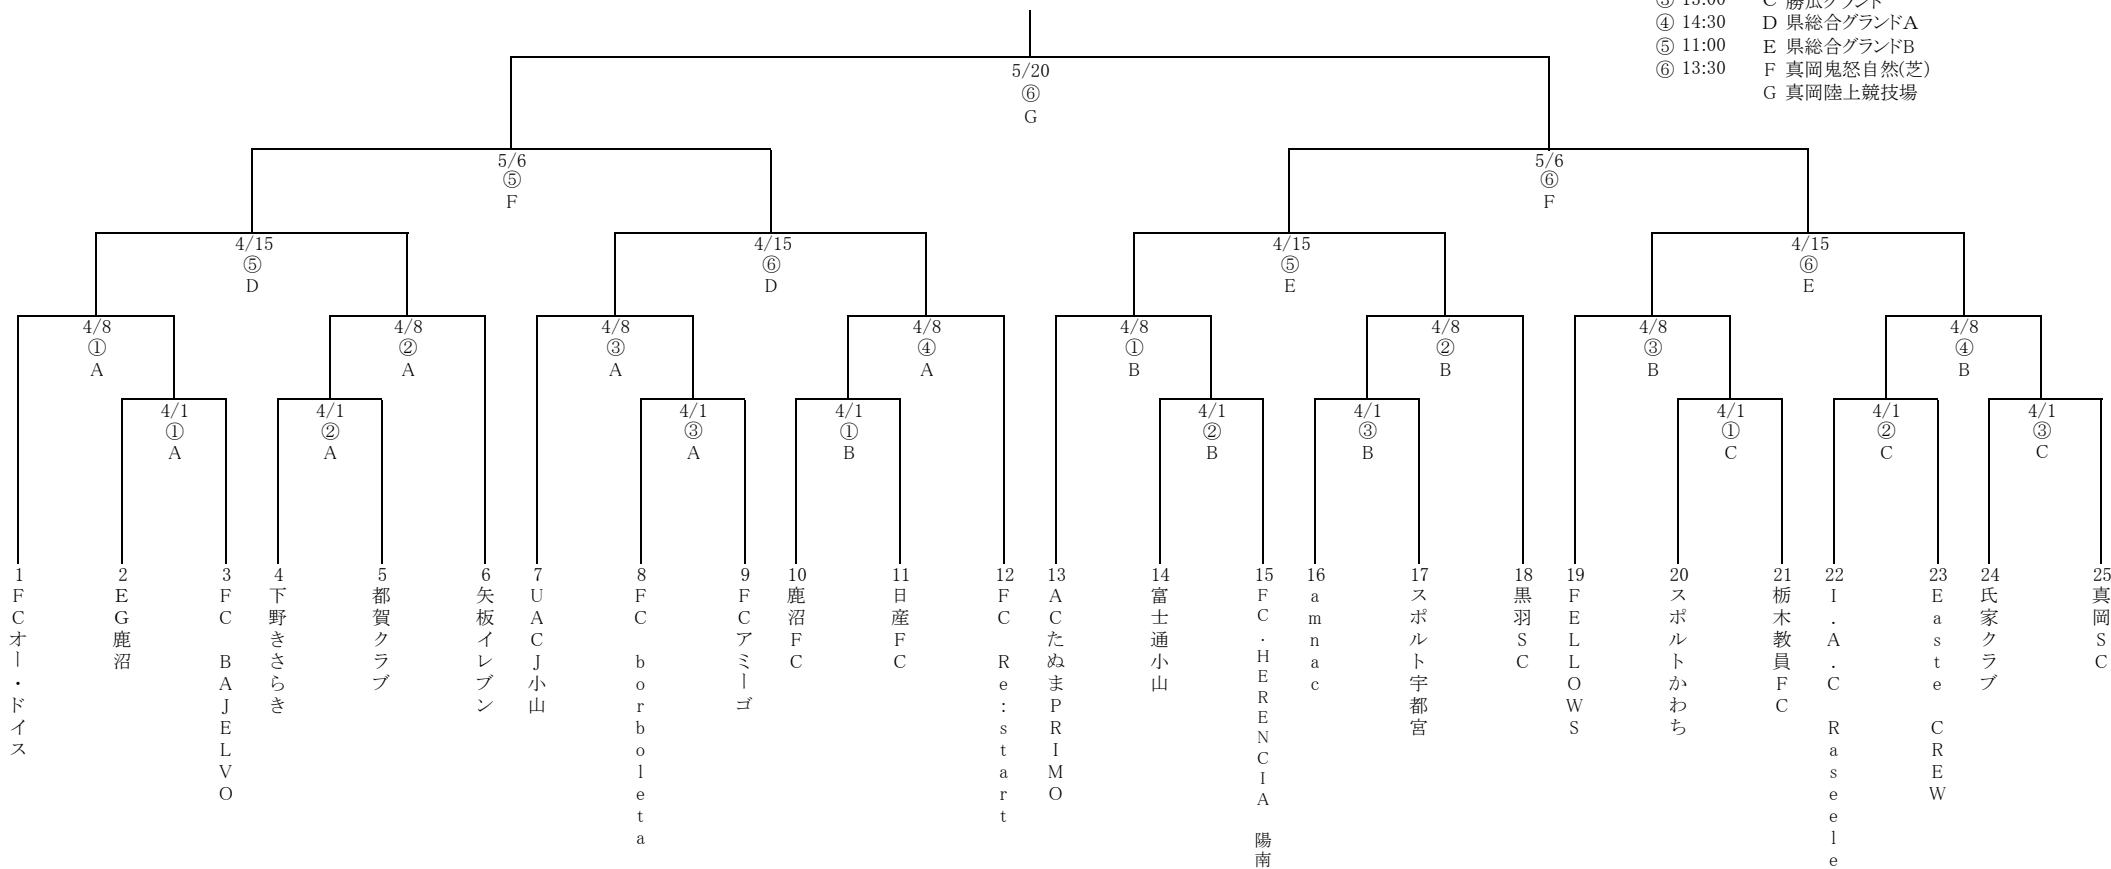 ③ 13:00 C 勝瓜グランド
④ 14:30 D 県総合グランドA
⑤ 11:00 E 県総合グランドB
⑥ 13:30 F 真岡鬼怒自然(芝)
G 真岡陸上競技場
5/20
⑥
G
5/6
⑤
F
5/6
⑥
F
4/15
⑤
D
4/15
⑥
D
4/15
⑤
E
4/15
⑥
E
4/8
①
A
4/8
②
A
4/8
③
A
4/8
④
A
4/8
①
B
4/8
②
B
4/8
③
B
4/8
④
B
4/1
①
A
4/1
②
A
4/1
③
A
4/1
①
B
4/1
②
B
4/1
③
B
4/1
①
C
4/1
②
C
4/1
③
C
1 FCオー・ドイス
2 EG鹿沼
3 FC BAJELVO
4 下野きさらき
5 都賀クラブ
6 矢板イレブン
7 UACJ小山
8 FC borboleta
9 FCアミーゴ
10 鹿沼FC
11 日産FC
12 FC Re:start
13 ACたぬまPRIMO
14 富士通小山
15 FC.HERENCIA 陽南
16 amnac
17 スポルト宇都宮
18 黒羽SC
19 FELLOWS
20 スポルトかわち
21 栃木教員FC
22 I.A.C Raseele
23 Easte CREW
24 氏家クラブ
25 真岡SC